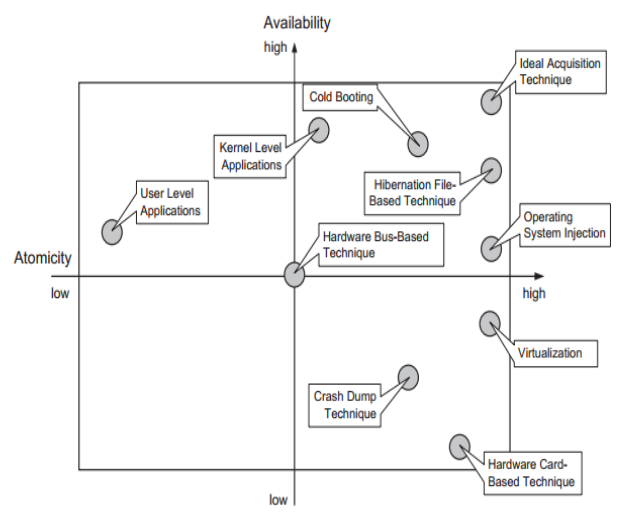 Availability
high
Ideal Acquisition
Technique
Cold Booting
Kernel Level
Applications
Hibernation File-
Based Technique
User Level
Applications
Operating
System Injection
Hardware Bus-Based
Technique
Atomicity
low
high
Virtualization
Crash Dump
Technique
Hardware Card-
Based Technique
low